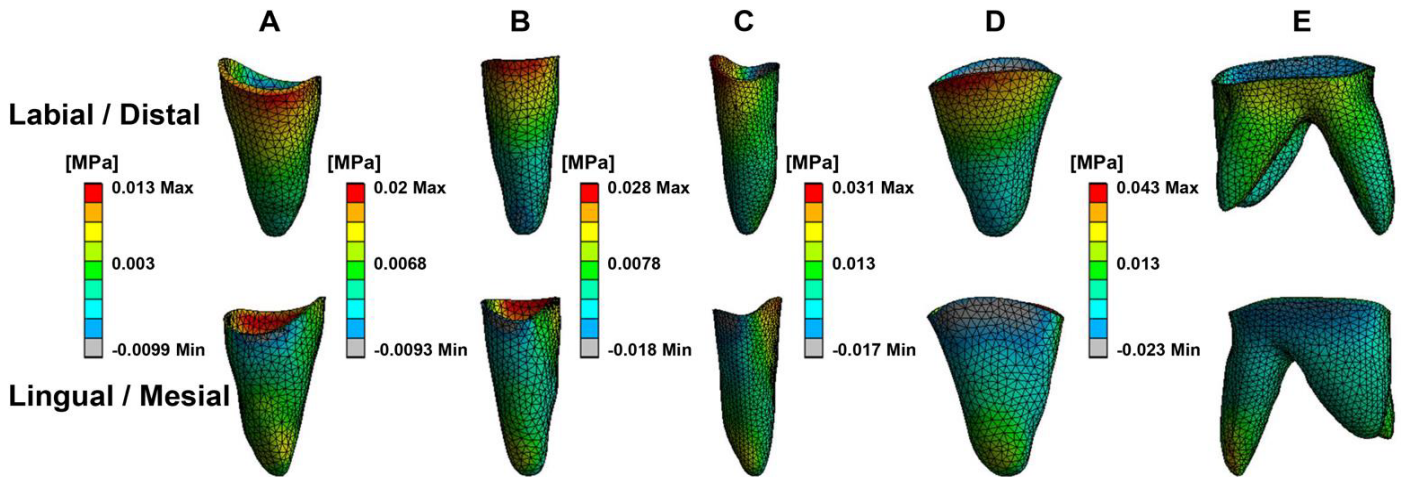 A B C D E
Labial / Distal
[MPa] [MPa] [MPa] [MPa] [MPa]
0.013 Max 0.02 Max 0.028 Max 0.031 Max 0.043 Max
0.003 0.0068 0.0078 0.013 0.013
-0.0099 Min -0.0093 Min -0.018 Min -0.017 Min -0.023 Min
Lingual / Mesial